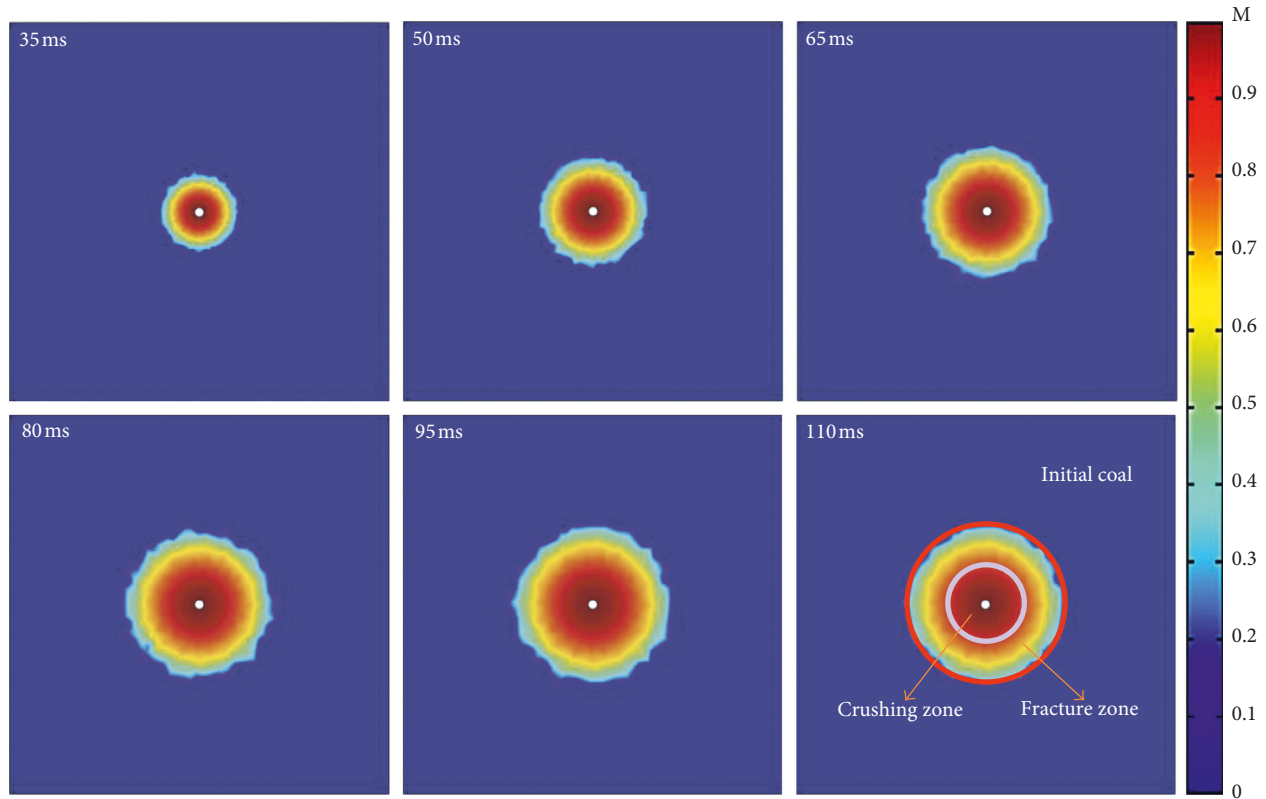 35 ms
50 ms
65 ms
M
0.9
0.8
0.7
0.6
0.5
0.4
0.3
0.2
0.1
0
80 ms
95 ms
110 ms
Initial coal
Crushing zone
Fracture zone